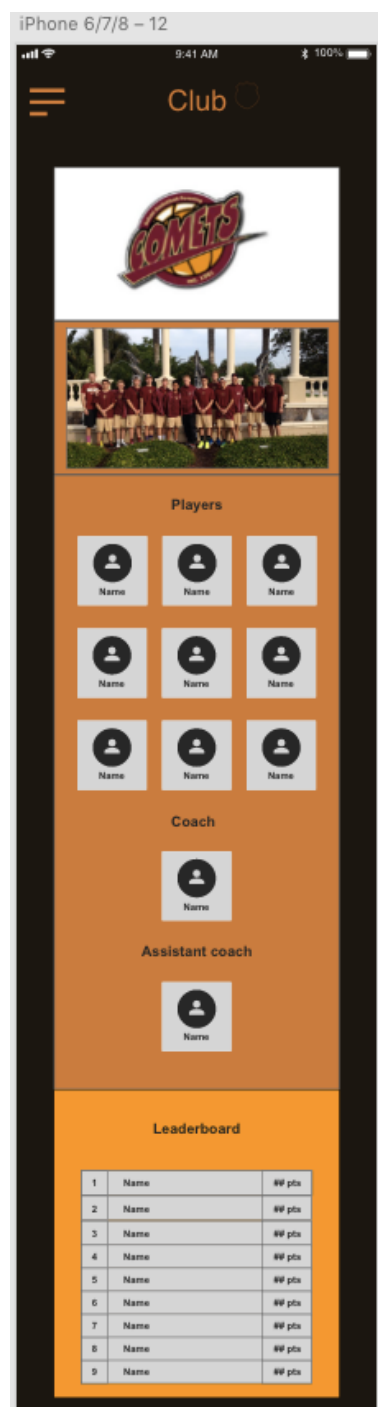 iPhone 6/7/8 – 12
9:41 AM 100%
Club
COMETS
Players
Name Name Name
Name Name Name
Name Name Name
Coach
Name
Assistant coach
Name
Leaderboard
1 Name ## pts
2 Name ## pts
3 Name ## pts
4 Name ## pts
5 Name ## pts
6 Name ## pts
7 Name ## pts
8 Name ## pts
9 Name ## pts